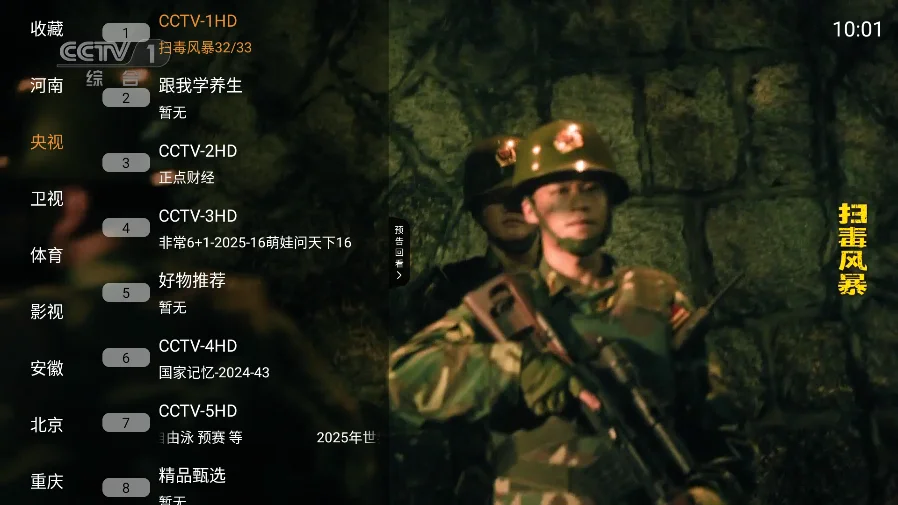 收藏
河南
央视
卫视
体育
影视
安徽
北京
重庆
CCTV 1
综合
1
CCTV-1HD
扫毒风暴32/33
2
跟我学养生
暂无
3
CCTV-2HD
正点财经
4
CCTV-3HD
非常6+1-2025-16萌娃问天下16
5
好物推荐
暂无
6
CCTV-4HD
国家记忆-2024-43
7
CCTV-5HD
自由泳 预赛 等 2025年世
8
精品甄选
暂无
预告回看
10:01
扫毒风暴